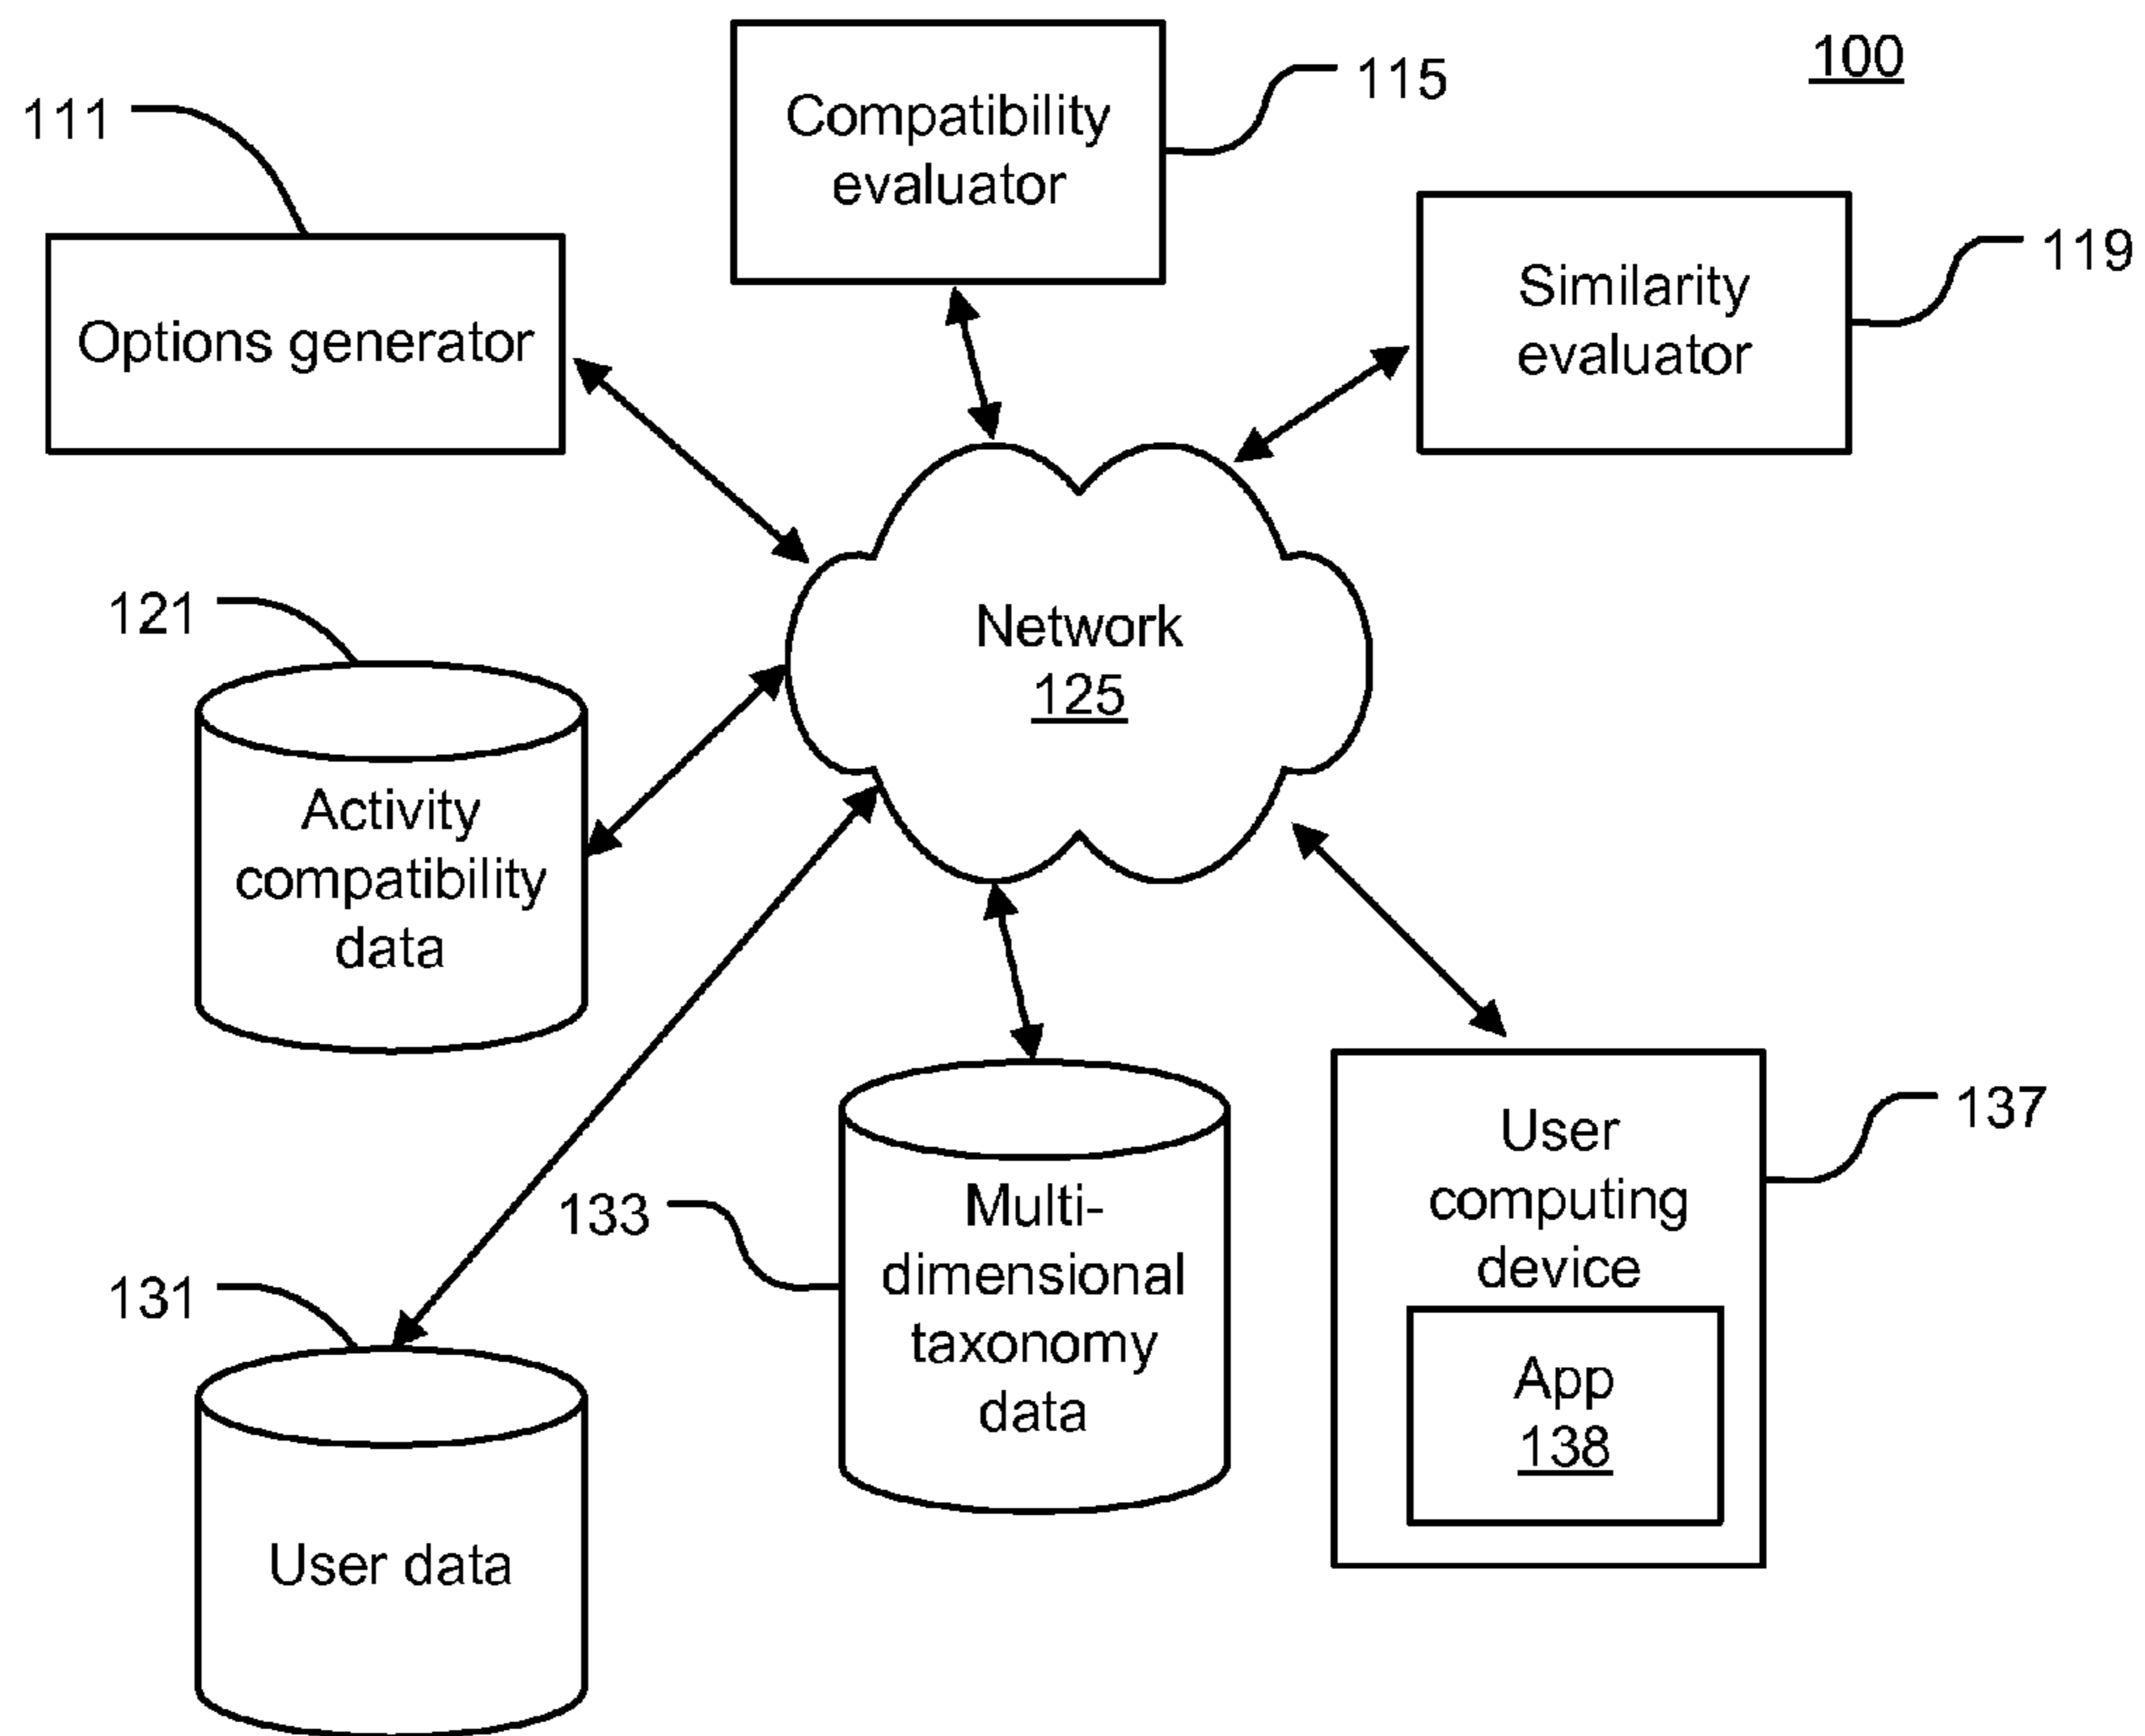 100
115
Compatibility
evaluator
111
119
Similarity
evaluator
Options generator
121
Network
125
Activity
compatibility
data
137
User
computing
device
133
Multi-
dimensional
taxonomy
data
131
App
138
User data